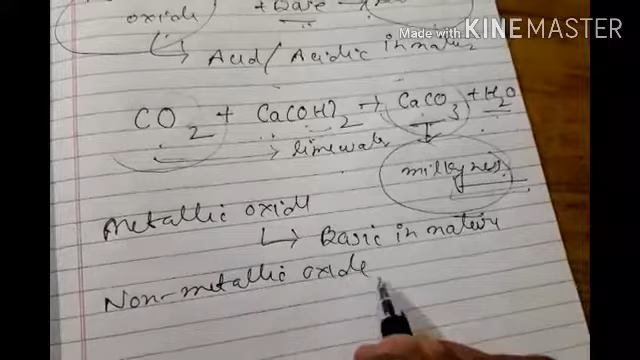 oxide + Base →
Made with KINEMASTER
Acid/ Acidic in nature
CO2 + Ca(OH)2 → CaCO3 + H2O
limewate
milkyness
Metallic oxide
Basic in nature
Non-metallic oxide